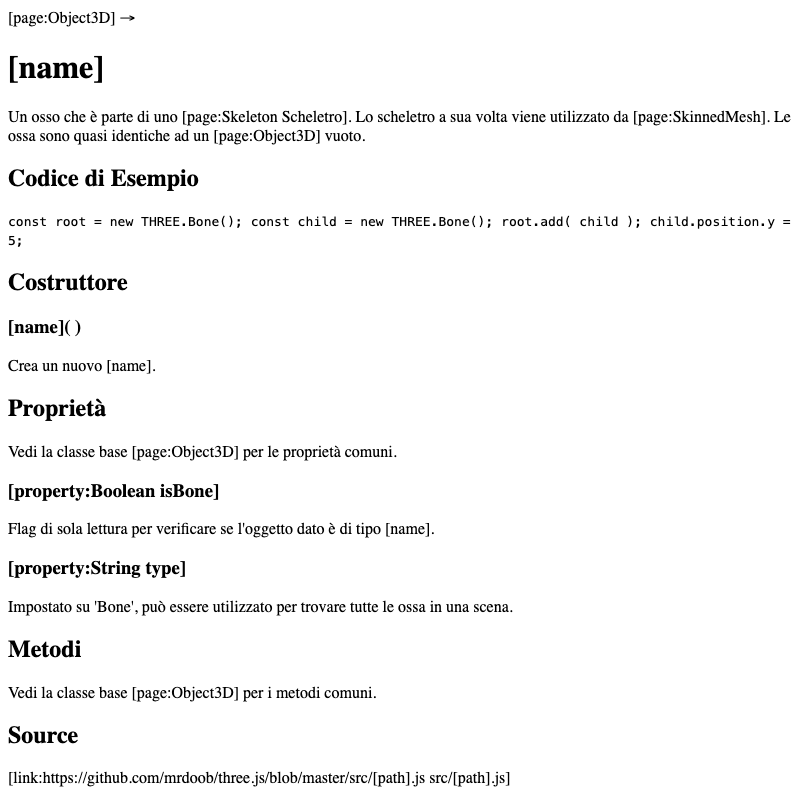 [page:Object3D] →
[name]
Un osso che è parte di uno [page:Skeleton Scheletro]. Lo scheletro a sua volta viene utilizzato da [page:SkinnedMesh]. Le
ossa sono quasi identiche ad un [page:Object3D] vuoto.
Codice di Esempio
const root = new THREE.Bone(); const child = new THREE.Bone(); root.add( child ); child.position.y =
5;
Costruttore
[name]( )
Crea un nuovo [name].
Proprietà
Vedi la classe base [page:Object3D] per le proprietà comuni.
[property:Boolean isBone]
Flag di sola lettura per verificare se l'oggetto dato è di tipo [name].
[property:String type]
Impostato su 'Bone', può essere utilizzato per trovare tutte le ossa in una scena.
Metodi
Vedi la classe base [page:Object3D] per i metodi comuni.
Source
[link:https://github.com/mrdoob/three.js/blob/master/src/[path].js src/[path].js]